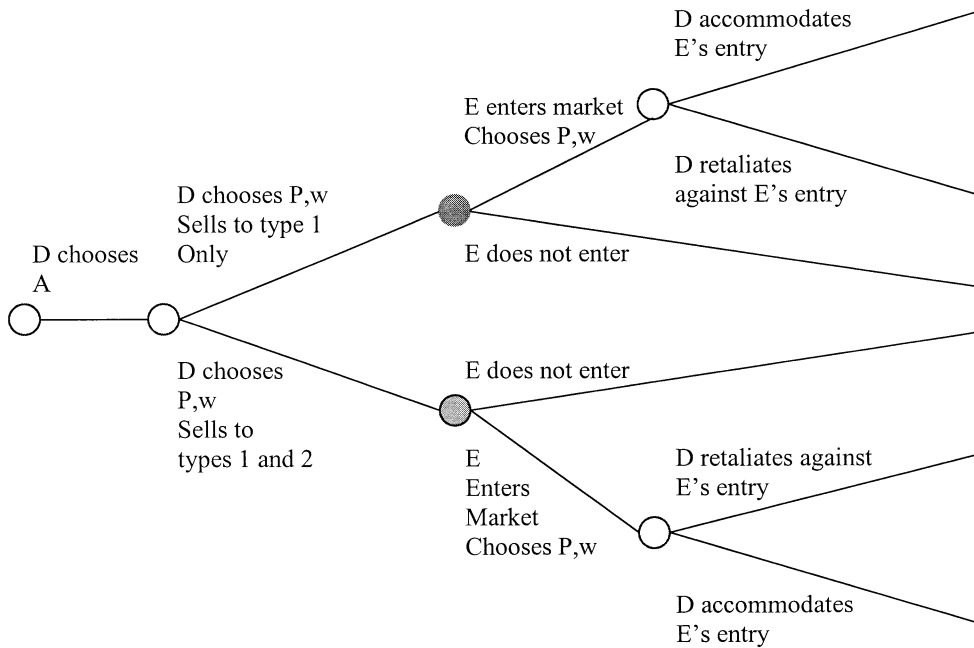 D accommodates
E's entry
E enters market
Chooses P,w
D retaliates
against E's entry
D chooses P,w
Sells to type 1
Only
E does not enter
D chooses
A
D chooses
P,w
Sells to
types 1 and 2
E does not enter
E
Enters
Market
Chooses P,w
D retaliates against
E's entry
D accommodates
E's entry